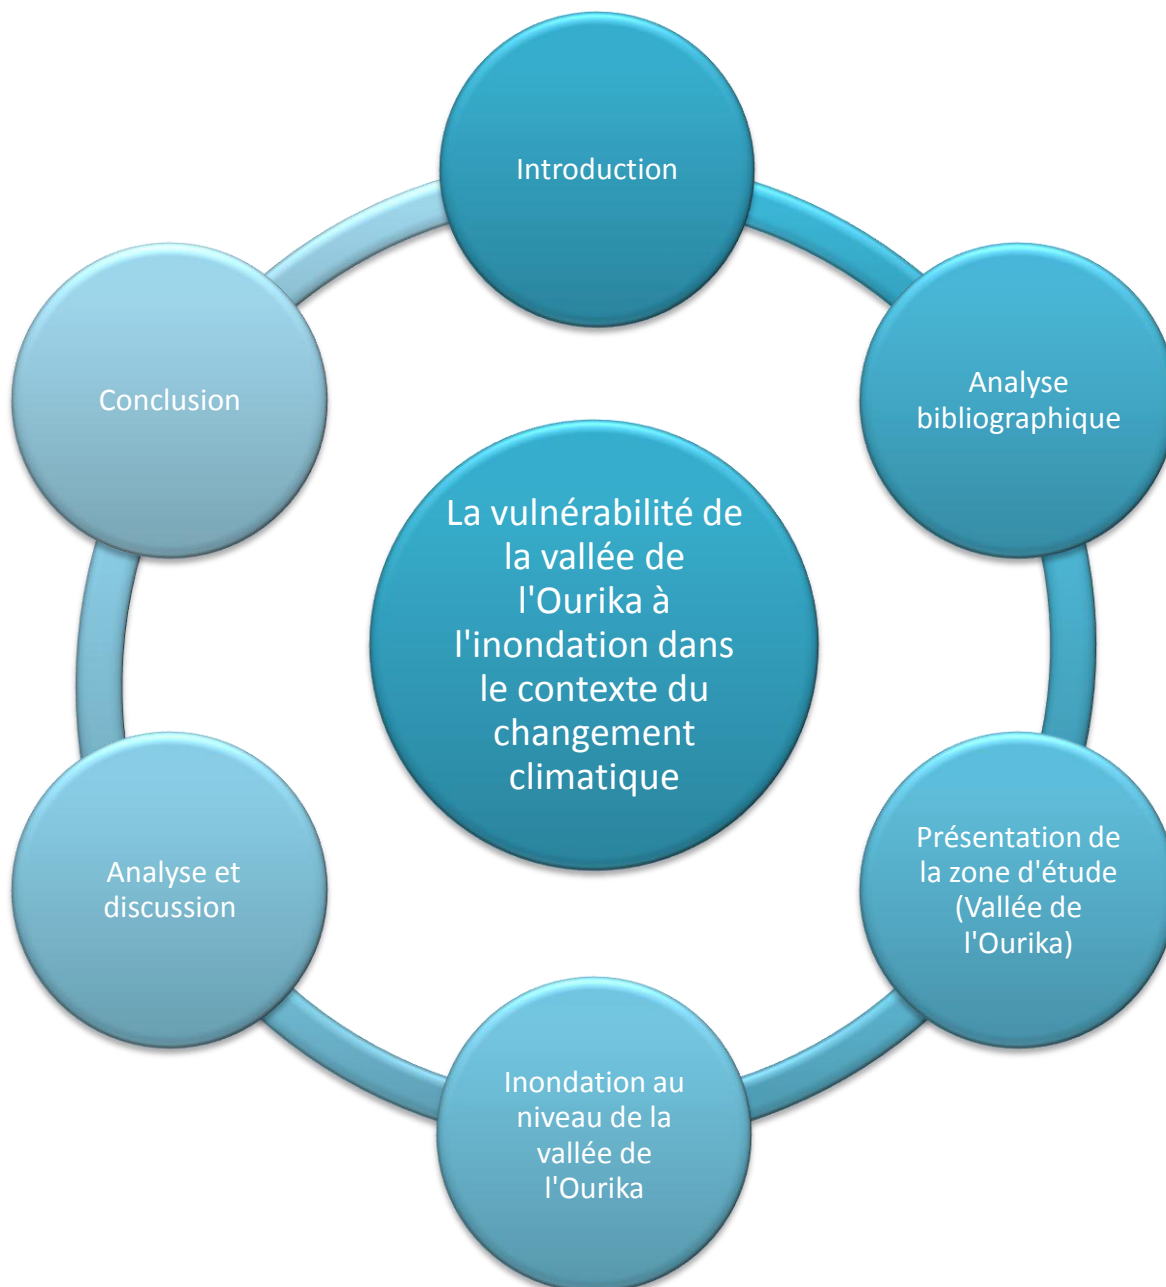 Introduction
Analyse
bibliographique
Présentation de
la zone d'étude
(Vallée de
l'Ourika)
Inondation au
niveau de la
vallée de
l'Ourika
Analyse et
discussion
Conclusion
La vulnérabilité de
la vallée de
l'Ourika à
l'inondation dans
le contexte du
changement
climatique